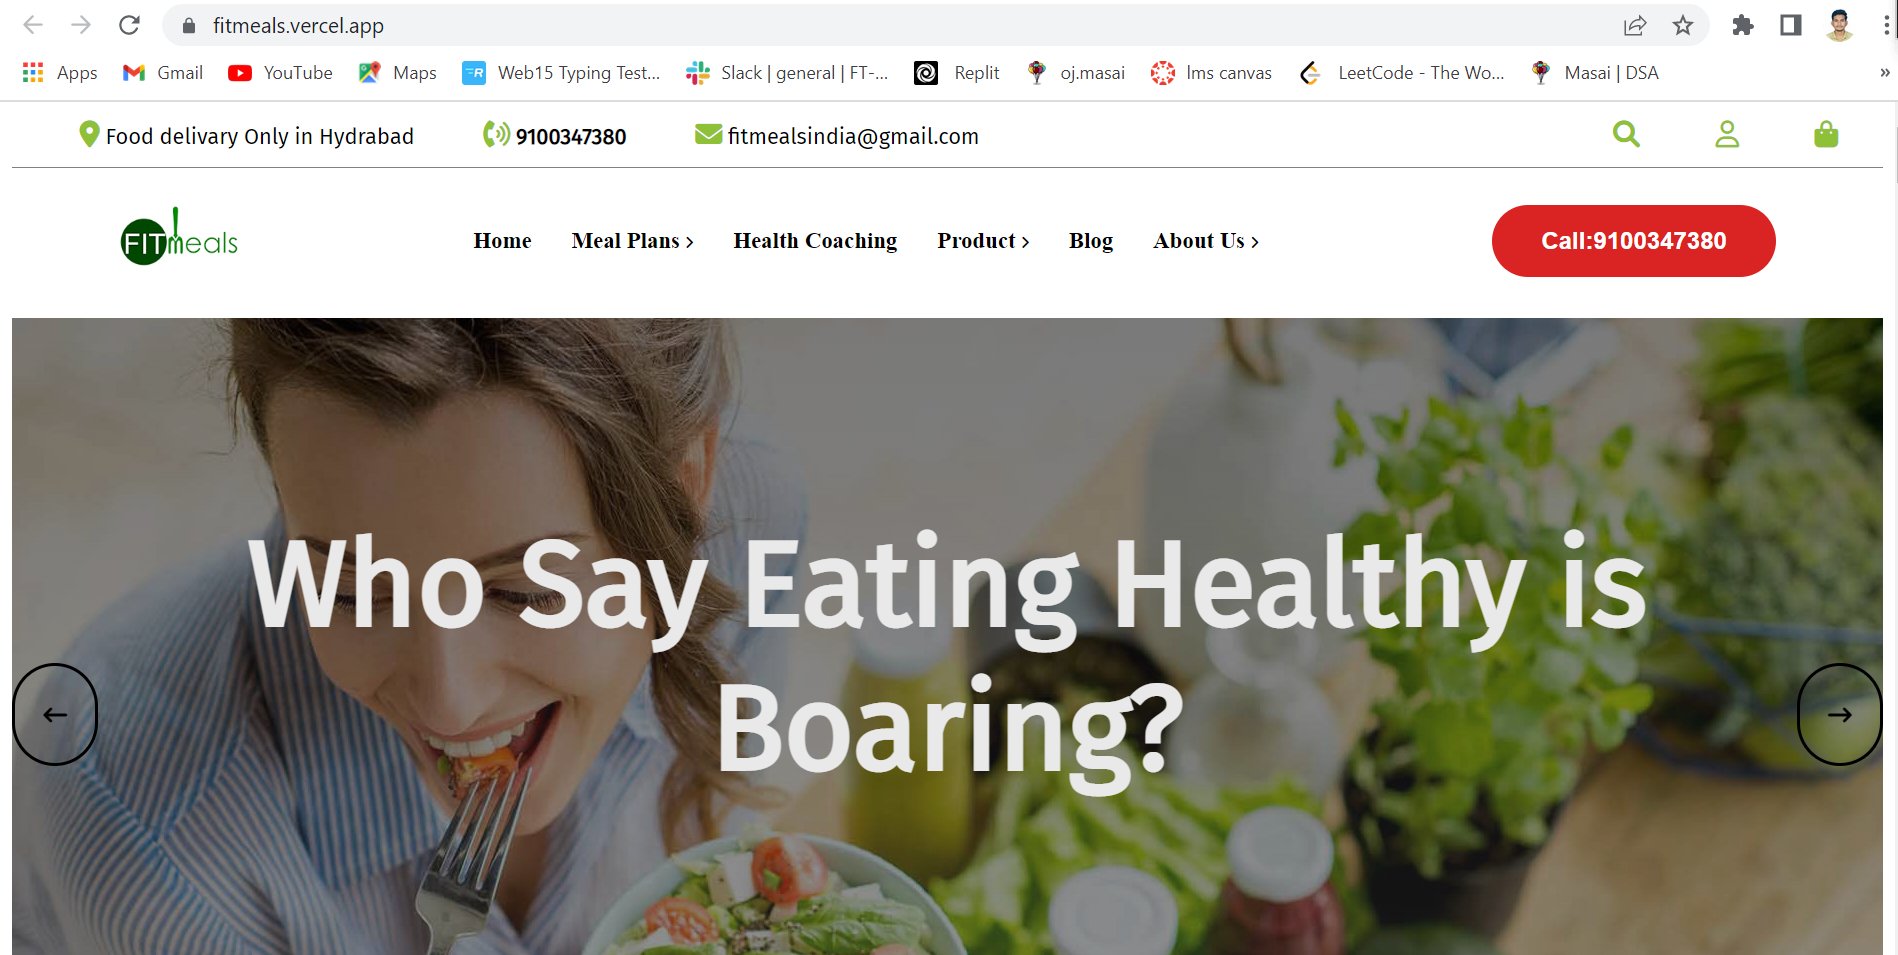 fitmeals.vercel.app
Apps Gmail YouTube Maps Web15 Typing Test... Slack | general | FT-... Replit oj.masai lms canvas LeetCode - The Wo... Masai | DSA »
Food delivary Only in Hydrabad 9100347380 fitmealsindia@gmail.com
FITmeals
Home Meal Plans › Health Coaching Product › Blog About Us ›
Call:9100347380
Who Say Eating Healthy is
Boaring?